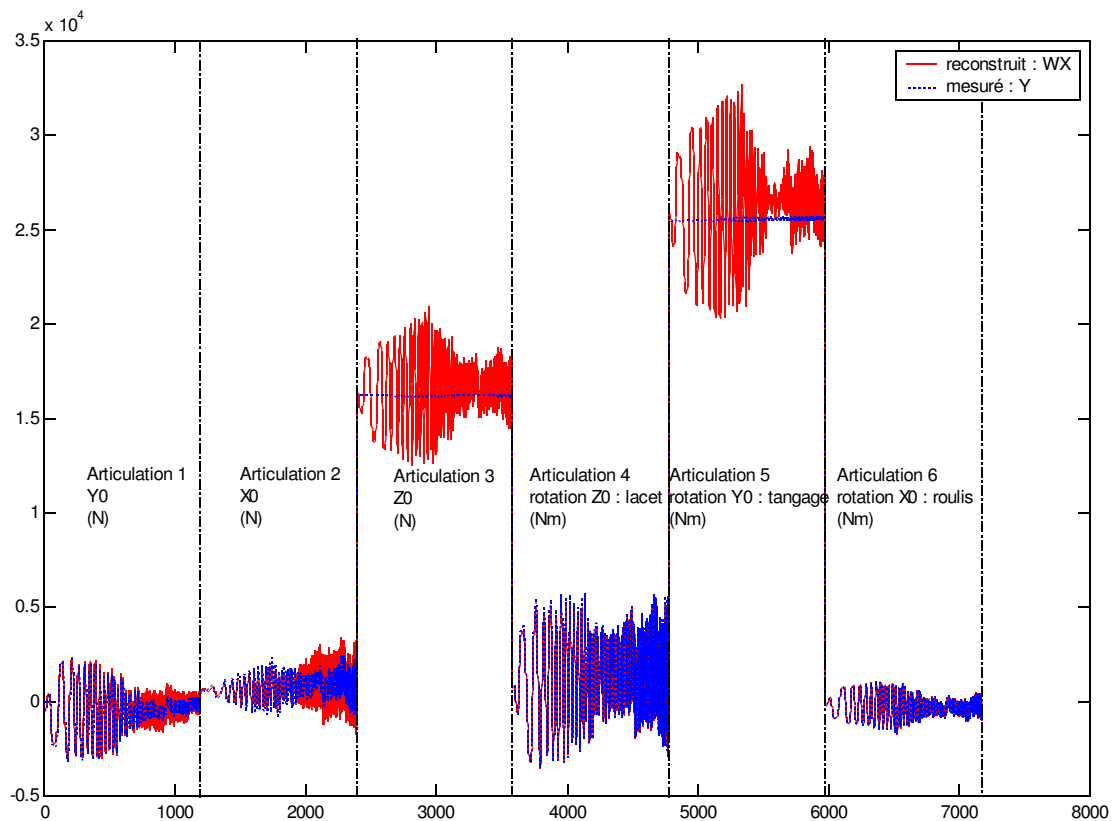 x 10^4
3.5
3
2.5
2
1.5
1
0.5
0
-0.5
reconstruit : WX
mesuré : Y
Articulation 1
Y0
(N)
Articulation 2
X0
(N)
Articulation 3
Z0
(N)
Articulation 4
rotation Z0 : lacet
(Nm)
Articulation 5
rotation Y0 : tangage
(Nm)
Articulation 6
rotation X0 : roulis
(Nm)
0 1000 2000 3000 4000 5000 6000 7000 8000